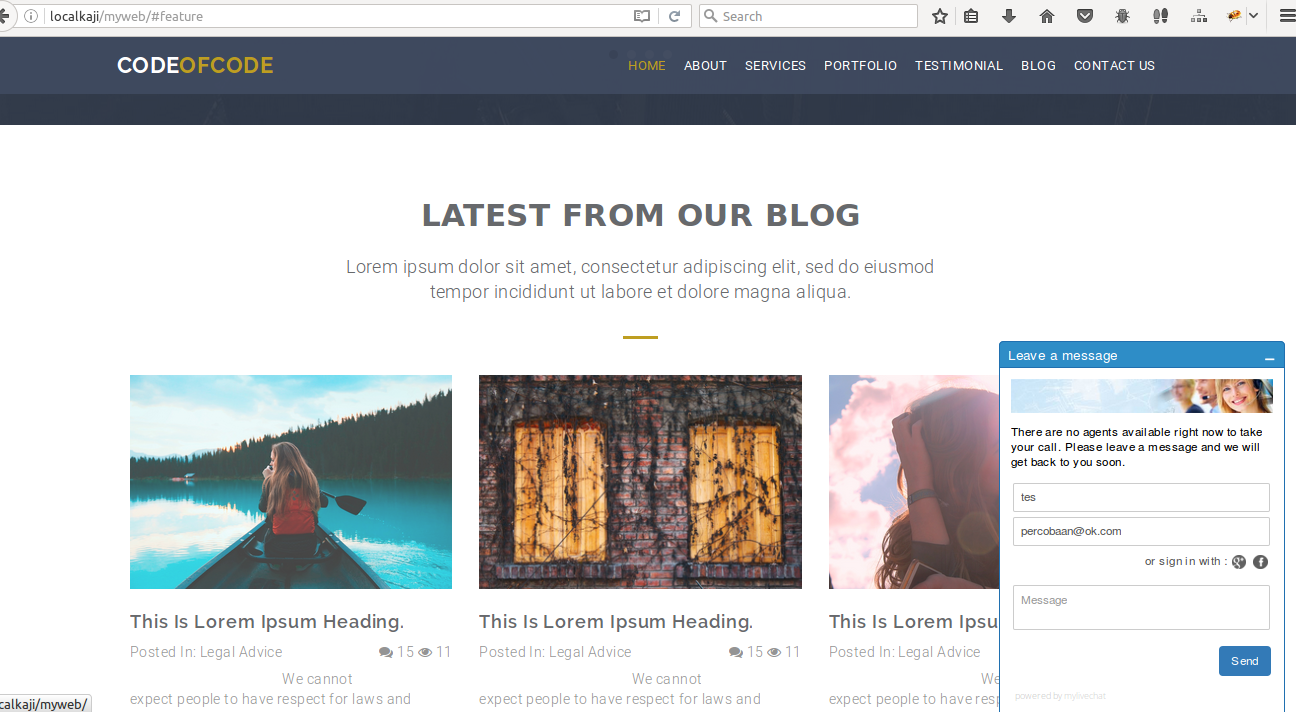 localkaji/myweb/#feature
Search
CODEOFCODE
HOME ABOUT SERVICES PORTFOLIO TESTIMONIAL BLOG CONTACT US
LATEST FROM OUR BLOG
Lorem ipsum dolor sit amet, consectetur adipiscing elit, sed do eiusmod
tempor incididunt ut labore et dolore magna aliqua.
This Is Lorem Ipsum Heading.
Posted In: Legal Advice 15 11
We cannot
expect people to have respect for laws and
This Is Lorem Ipsum Heading.
Posted In: Legal Advice 15 11
We cannot
expect people to have respect for laws and
This Is Lorem Ipsu
Posted In: Legal Advice
We
expect people to have res
Leave a message
There are no agents available right now to take
your call. Please leave a message and we will
get back to you soon.
tes
percobaan@ok.com
or sign in with :
Message
Send
powered by mylivechat
calkaji/myweb/